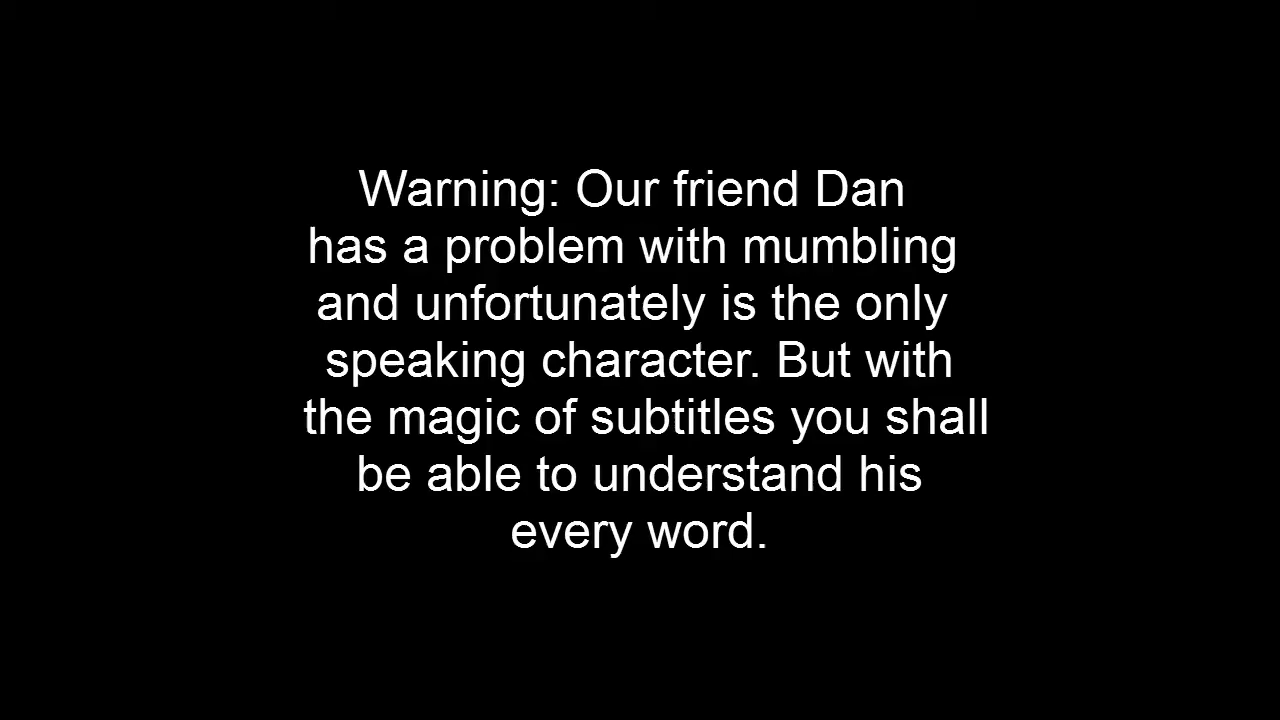 Warning: Our friend Dan
has a problem with mumbling
and unfortunately is the only
speaking character. But with
the magic of subtitles you shall
be able to understand his
every word.